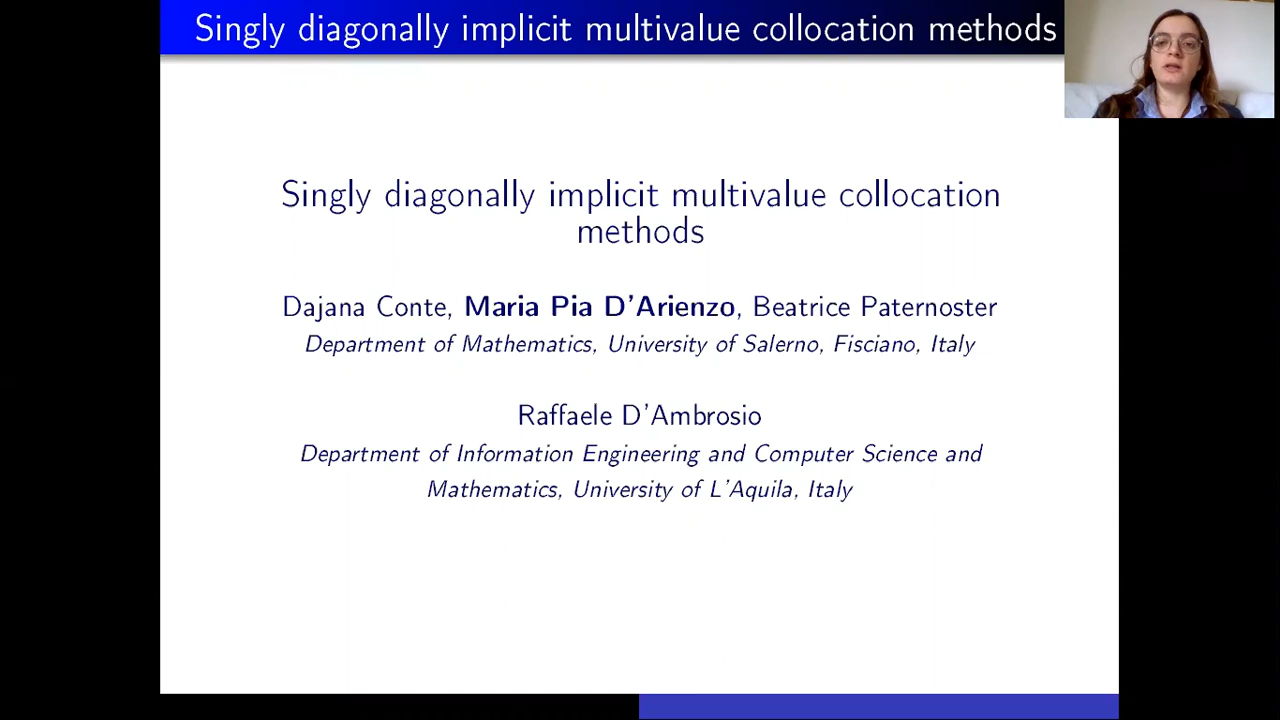 Singly diagonally implicit multivalue collocation methods
Singly diagonally implicit multivalue collocation
methods
Dajana Conte, Maria Pia D'Arienzo, Beatrice Paternoster
Department of Mathematics, University of Salerno, Fisciano, Italy
Raffaele D'Ambrosio
Department of Information Engineering and Computer Science and
Mathematics, University of L'Aquila, Italy